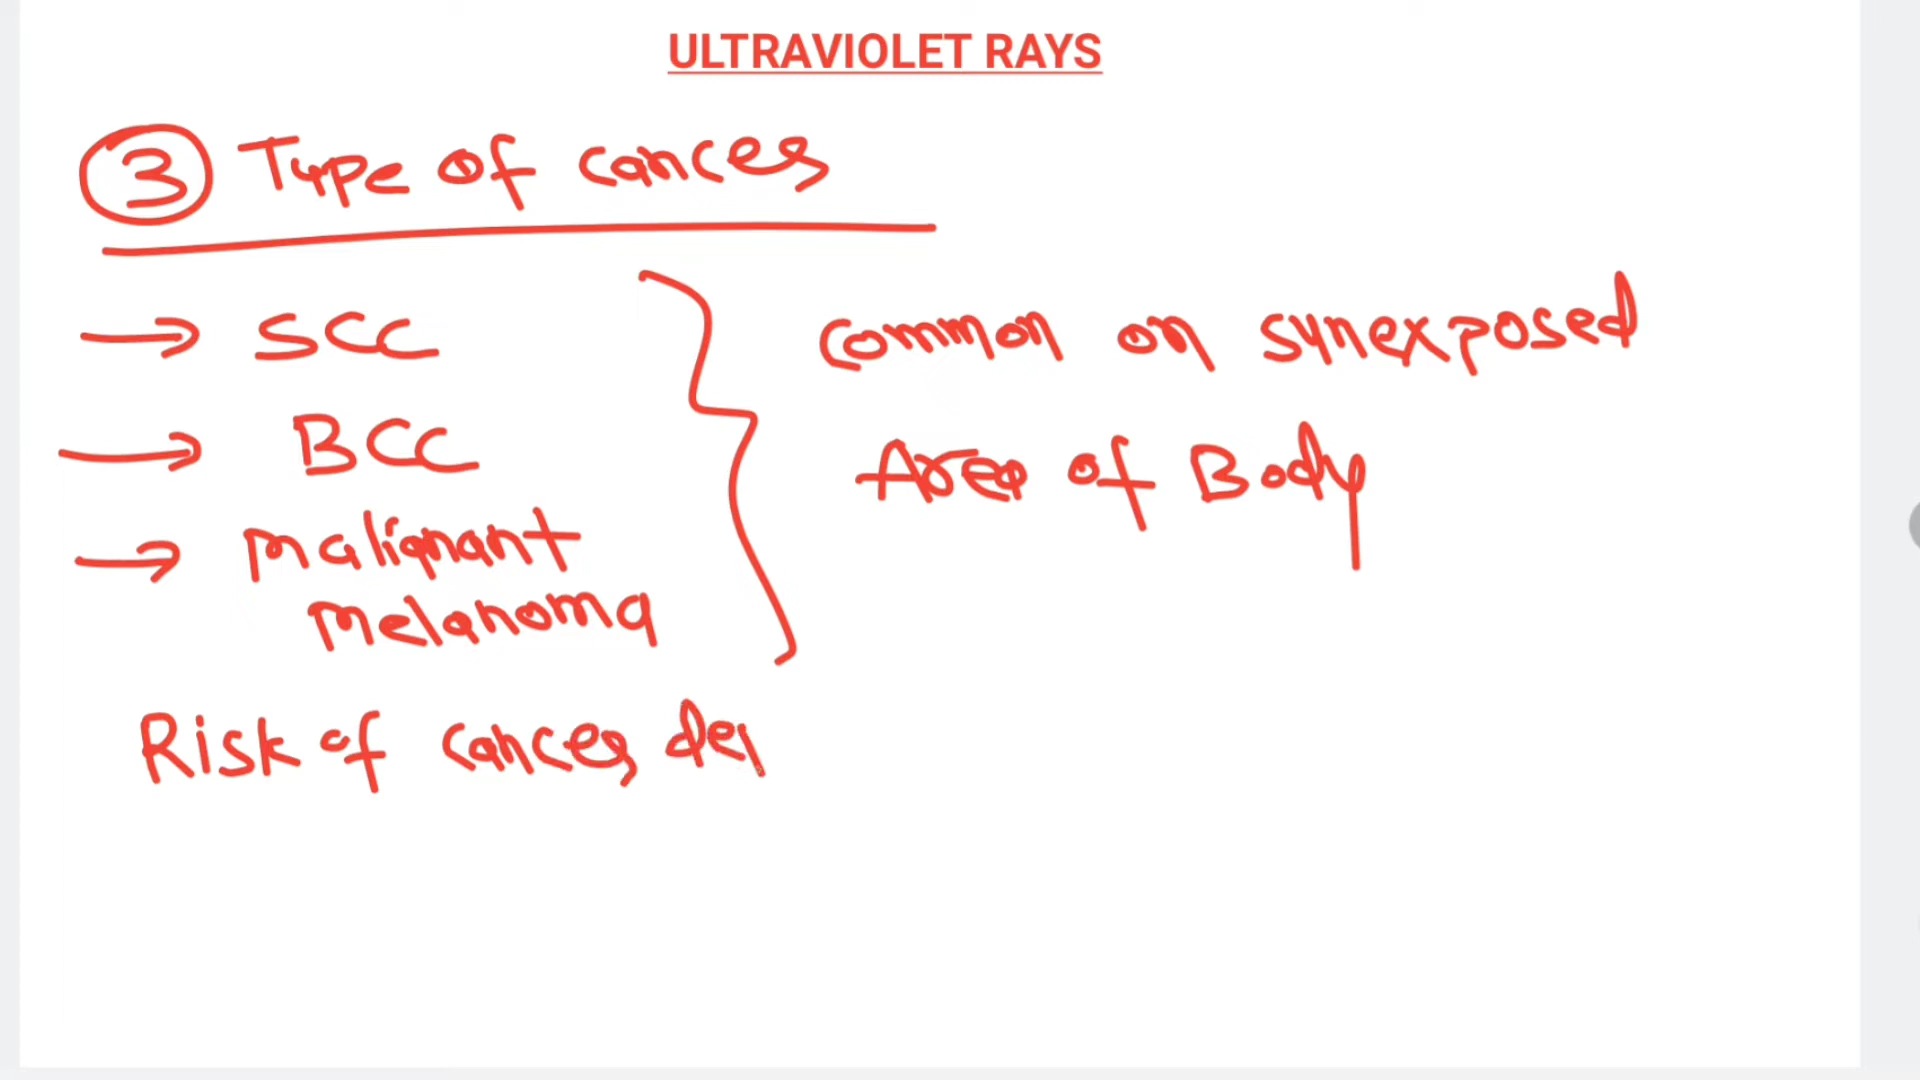 ULTRAVIOLET RAYS
3 Type of cancer
→ SCC
→ BCC
→ malignant
melanoma
common on sunexposed
Area of Body
Risk of cancer dep